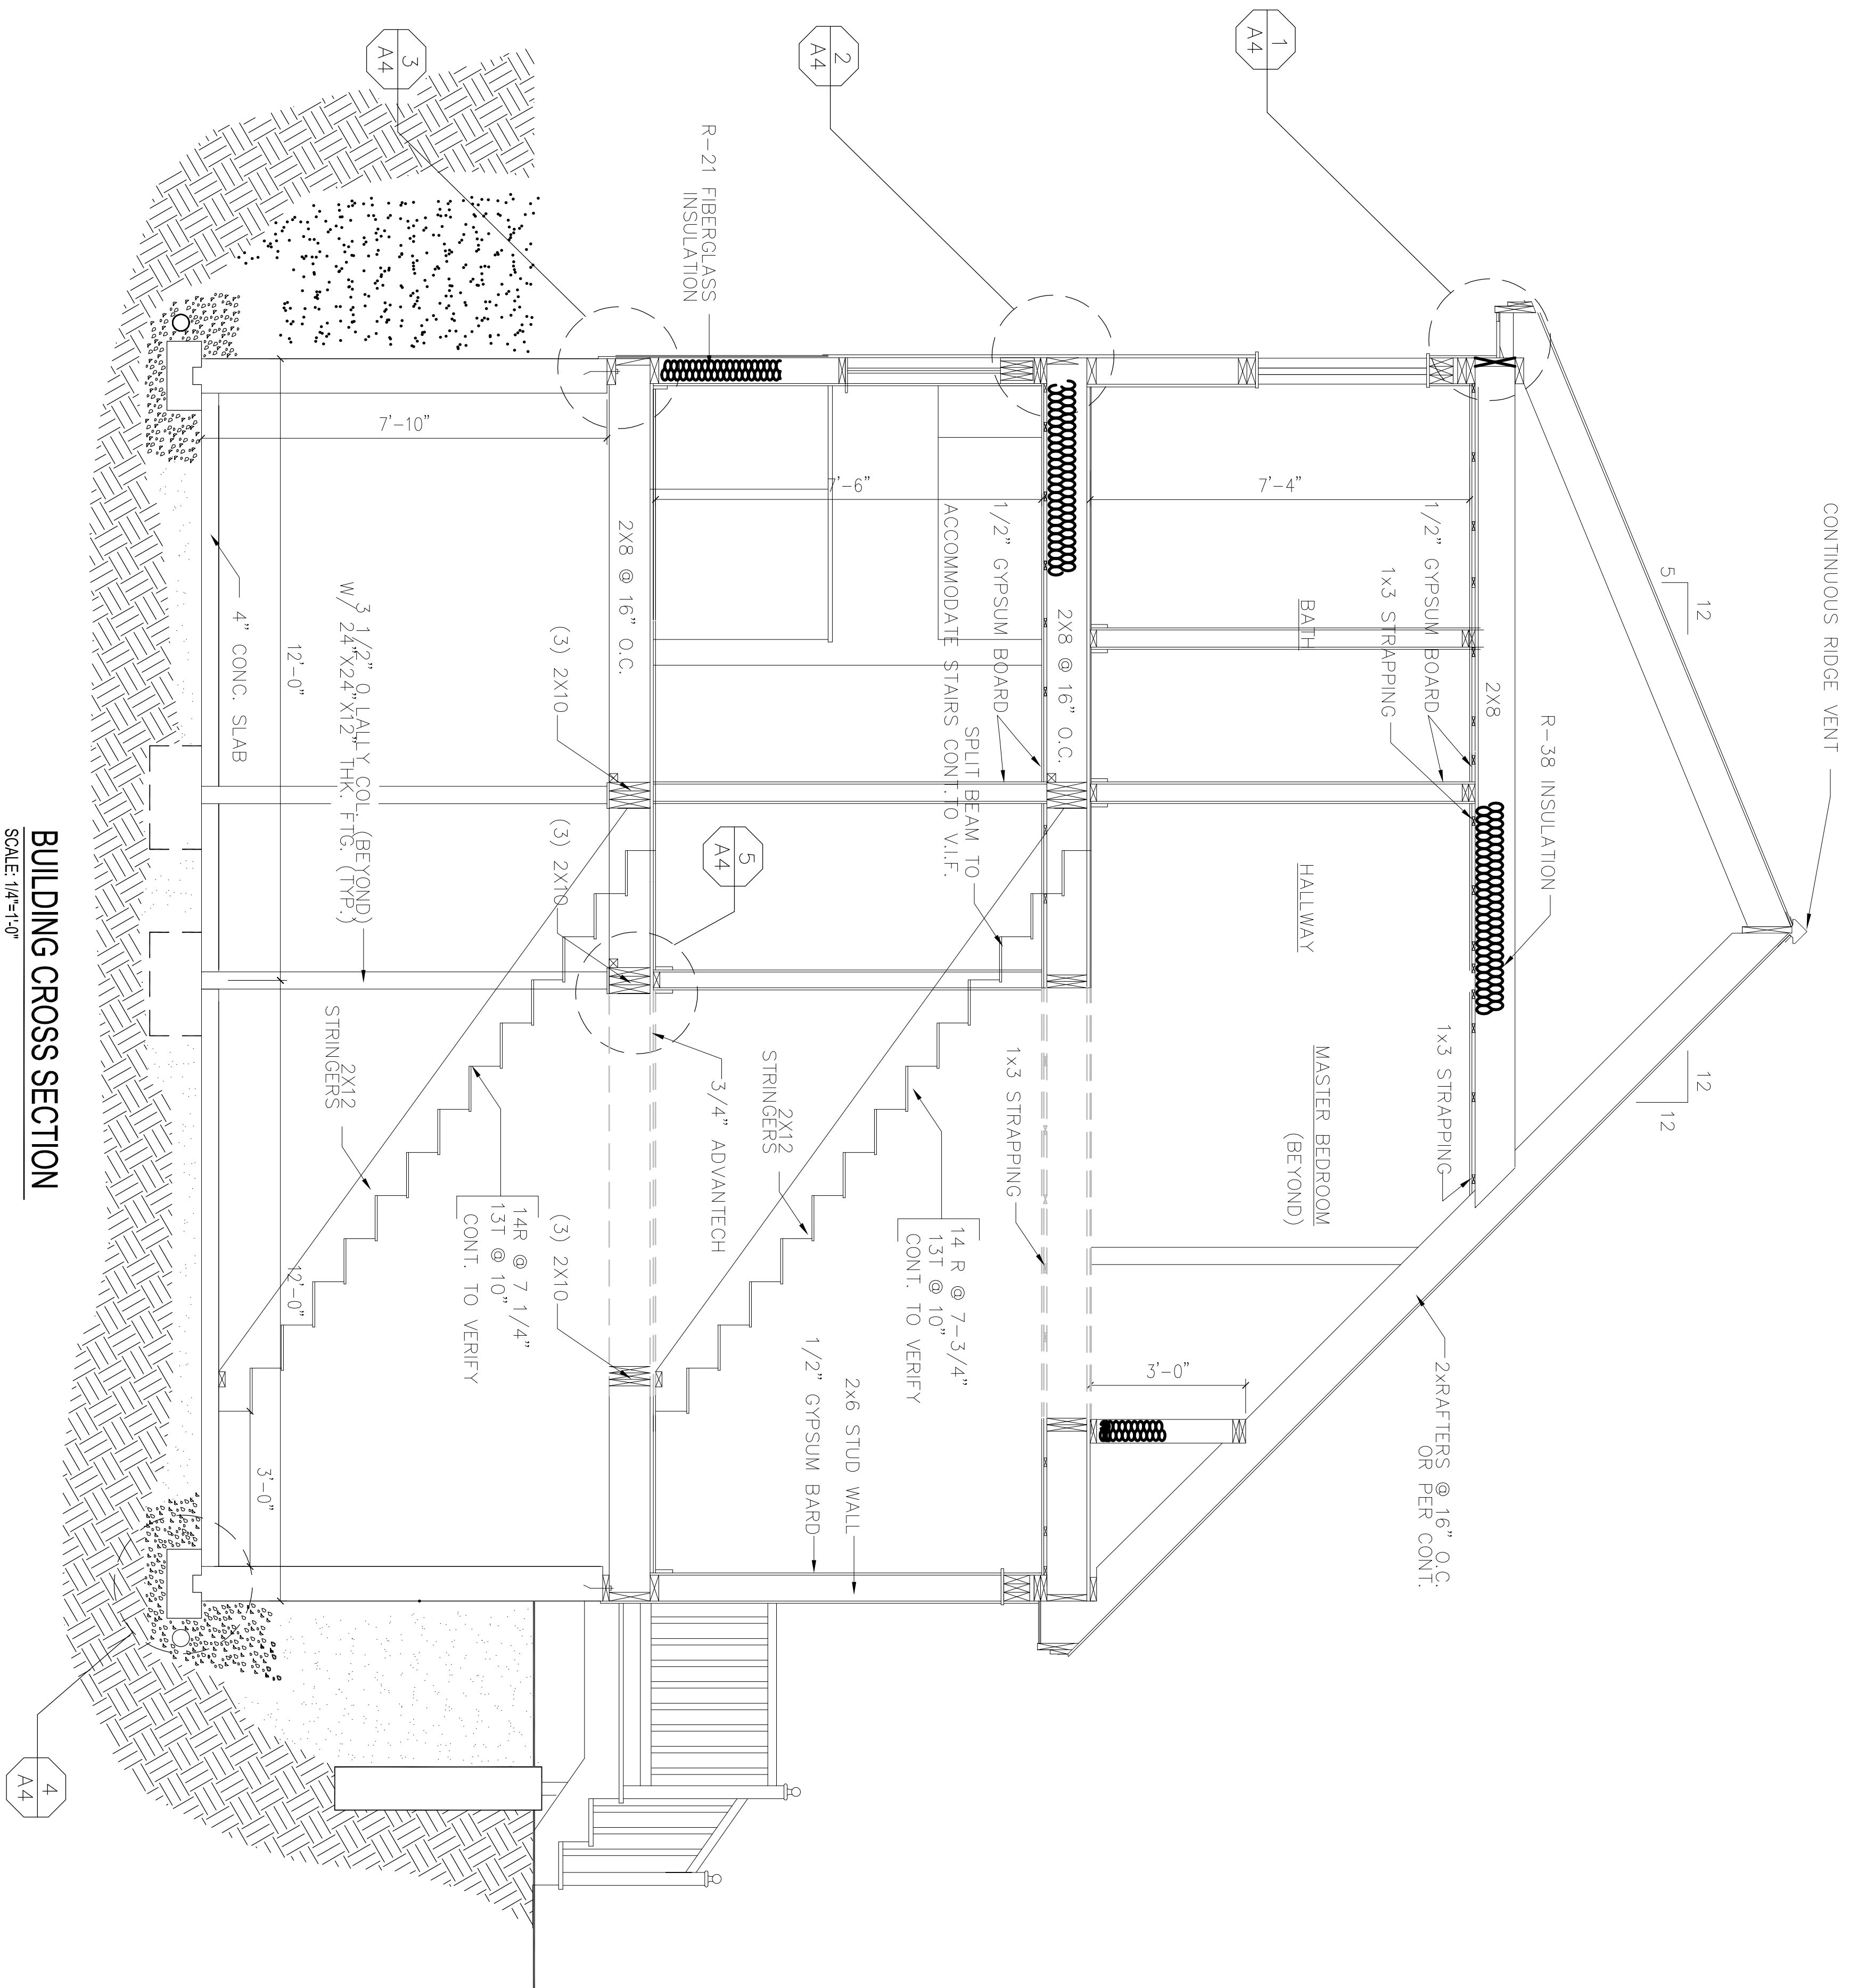 CONTINUOUS RIDGE VENT
5
12
12
12
R-38 INSULATION
2X8
1/2" GYPSUM BOARD
1x3 STRAPPING
1x3 STRAPPING
2xRAFTERS @ 16" O.C.
OR PER CONT.
1
A4
7'-4"
BATH
HALLWAY
MASTER BEDROOM
(BEYOND)
3'-0"
2X8 @ 16" O.C.
1x3 STRAPPING
1/2" GYPSUM BOARD
SPLIT BEAM TO
ACCOMMODATE STAIRS CONT.TO V.I.F.
2
A4
7'-6"
14 R @ 7-3/4"
13T @ 10"
CONT. TO VERIFY
2x6 STUD WALL
1/2" GYPSUM BARD
2X12
STRINGERS
R-21 FIBERGLASS
INSULATION
5
A4
3/4" ADVANTECH
2X8 @ 16" O.C.
(3) 2X10
(3) 2X10
(3) 2X10
3
A4
7'-10"
14R @ 7 1/4"
13T @ 10"
CONT. TO VERIFY
2X12
STRINGERS
3 1/2" O LALLY COL. (BEYOND)
W/ 24"X24"X12" THK. FTG. (TYP.)
12'-0"
12'-0"
3'-0"
4" CONC. SLAB
4
A4
BUILDING CROSS SECTION
SCALE: 1/4"=1'-0"